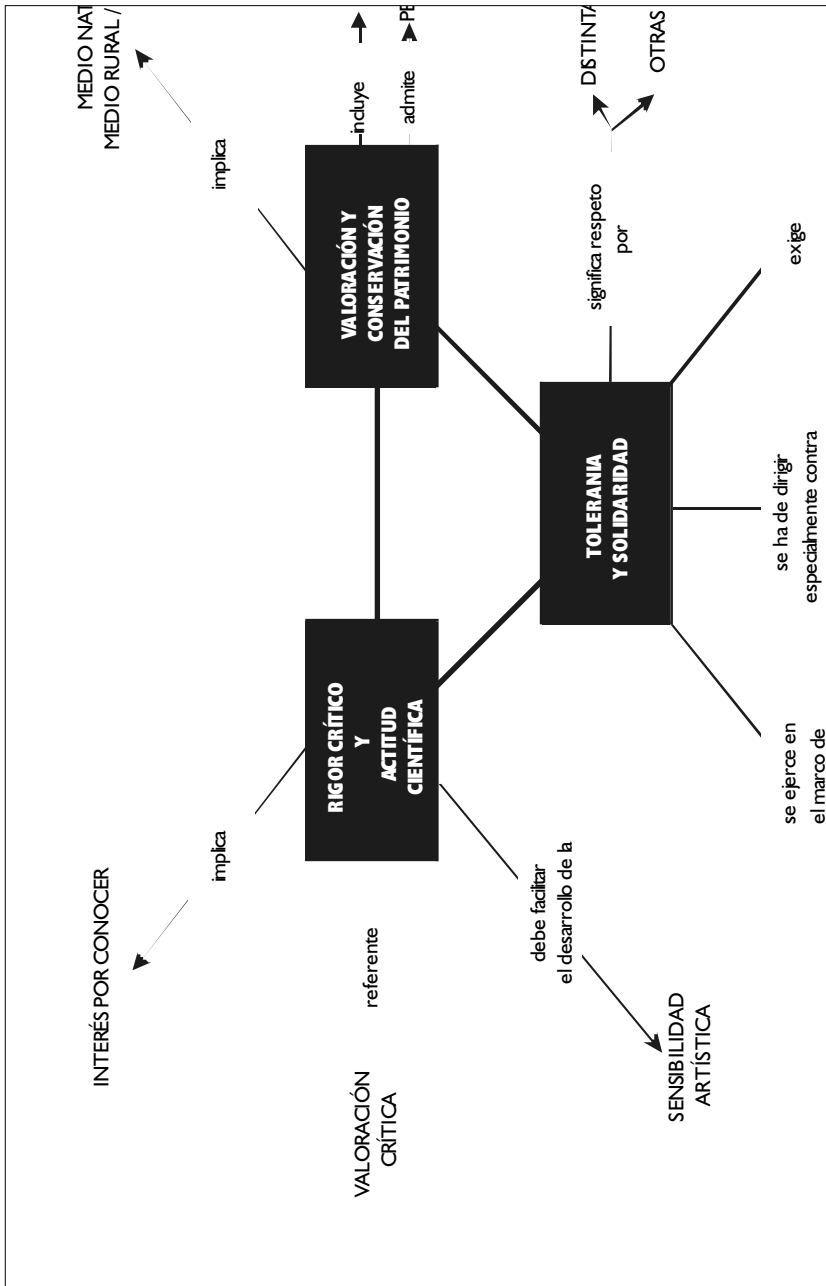 INTERÉS POR CONOCER
MEDIO NAT
MEDIO RURAL /
implica
implica
VALORACIÓN
CRÍTICA
referente
RIGOR CRÍTICO
Y
ACTITUD
CIENTÍFICA
VALORACIÓN Y
CONSERVACIÓN
DEL PATRIMONIO
incluye
admite
PE
debe facilitar
el desarrollo de la
SENSIBILIDAD
ARTÍSTICA
TOLERANIA
Y SOLIDARIDAD
significa respeto
por
DISTINTA
OTRAS
se ejerce en
el marco de
se ha de dirigir
especialmente contra
exige